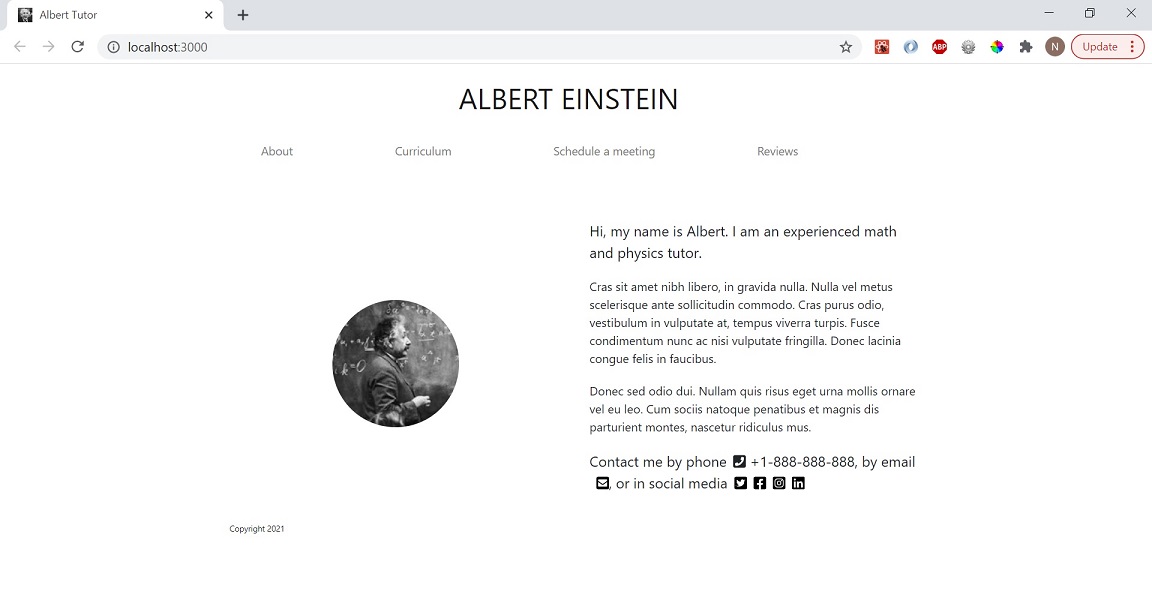 Albert Tutor
localhost:3000
ABP
N
Update
ALBERT EINSTEIN
About
Curriculum
Schedule a meeting
Reviews
Hi, my name is Albert. I am an experienced math
and physics tutor.
Cras sit amet nibh libero, in gravida nulla. Nulla vel metus
scelerisque ante sollicitudin commodo. Cras purus odio,
vestibulum in vulputate at, tempus viverra turpis. Fusce
condimentum nunc ac nisi vulputate fringilla. Donec lacinia
congue felis in faucibus.
Donec sed odio dui. Nullam quis risus eget urna mollis ornare
vel eu leo. Cum sociis natoque penatibus et magnis dis
parturient montes, nascetur ridiculus mus.
Contact me by phone +1-888-888-888, by email
, or in social media
Copyright 2021